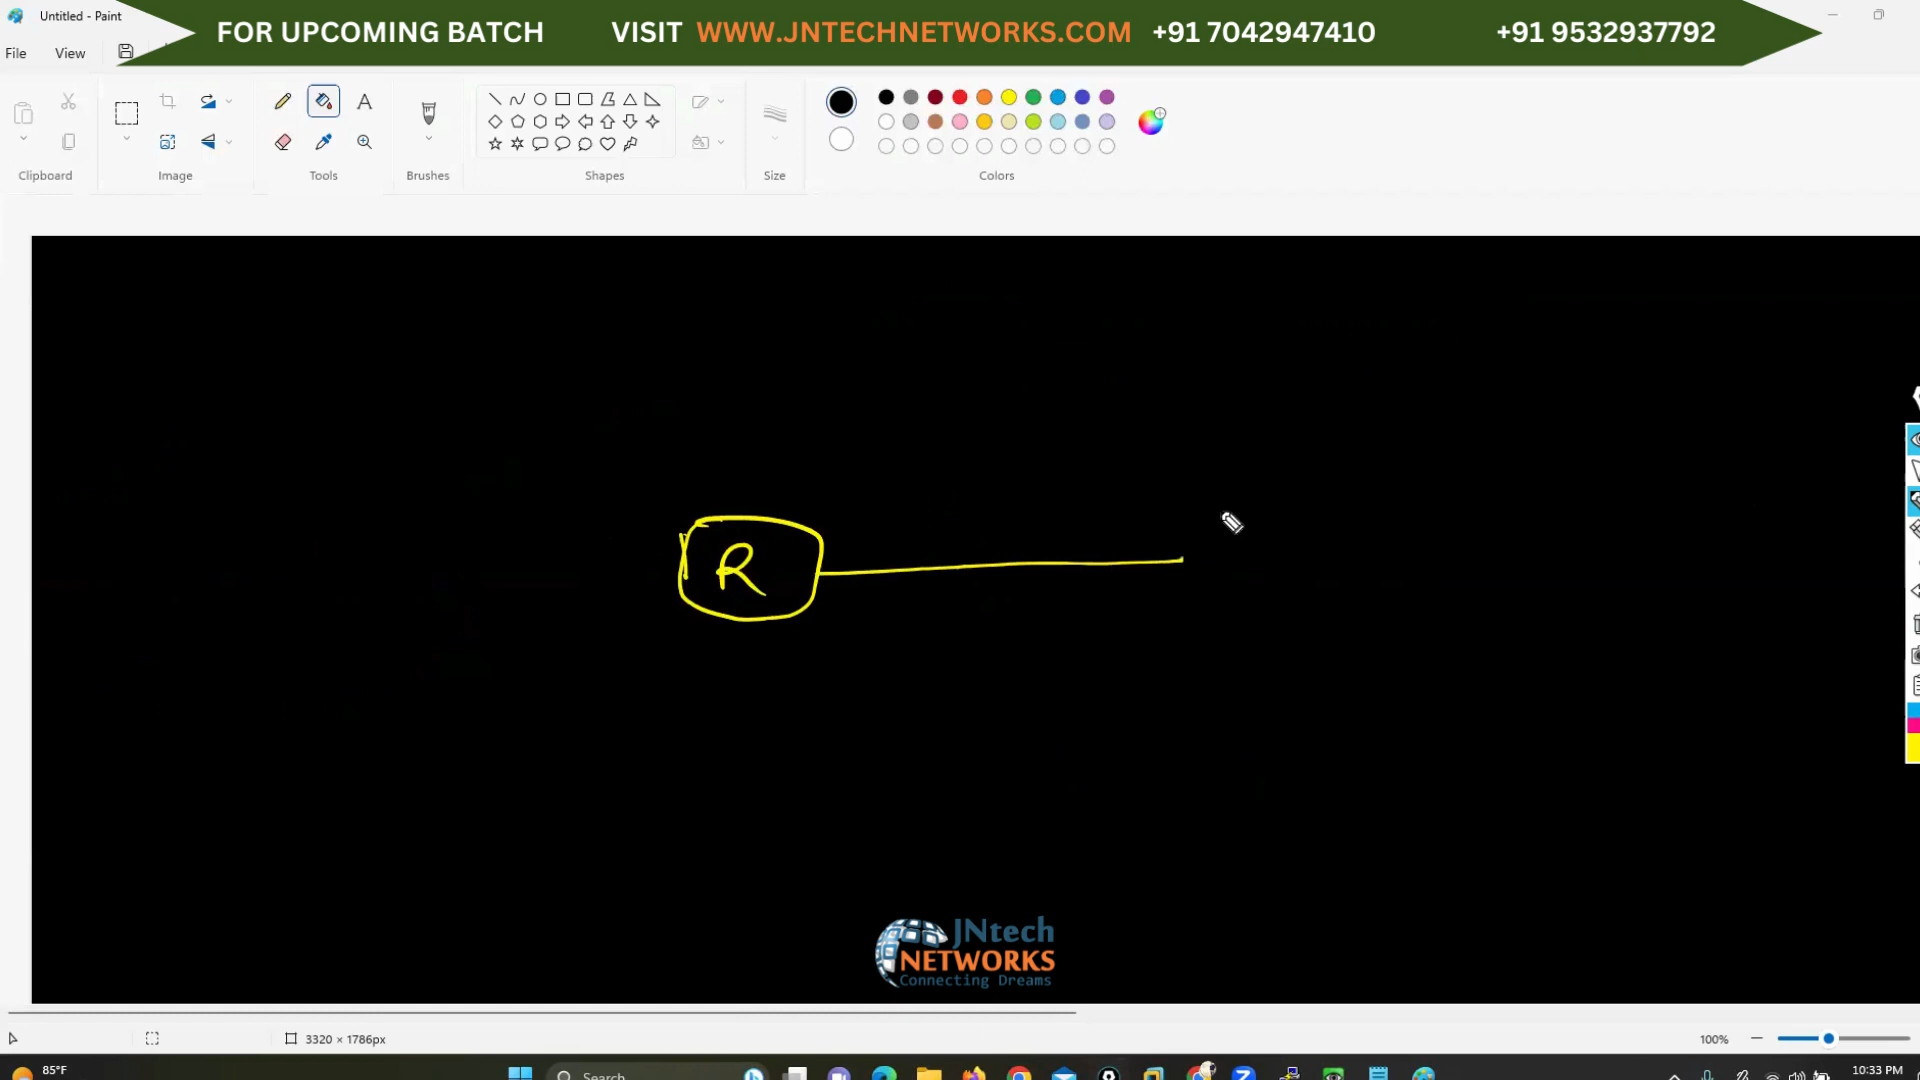 Untitled - Paint
FOR UPCOMING BATCH VISIT WWW.JNTECHNETWORKS.COM +91 7042947410 +91 9532937792
File View
A
Clipboard Image Tools Brushes Shapes Size Colors
R
JNtech
NETWORKS
Connecting Dreams
3320 × 1786px 100%
85°F Search 10:33 PM